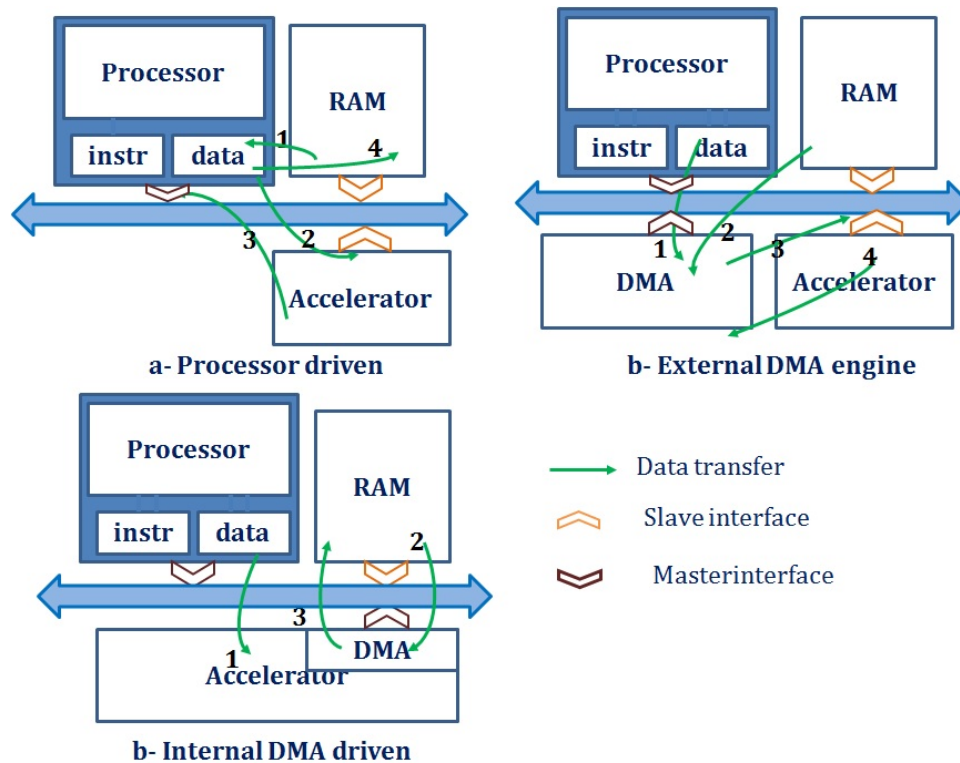 Processor
RAM
instr
data
1
4
3
2
Accelerator
a- Processor driven
Processor
RAM
instr
data
1
2
3
4
DMA
Accelerator
b- External DMA engine
Processor
RAM
instr
data
2
3
DMA
1
Accelerator
b- Internal DMA driven
Data transfer
Slave interface
Masterinterface